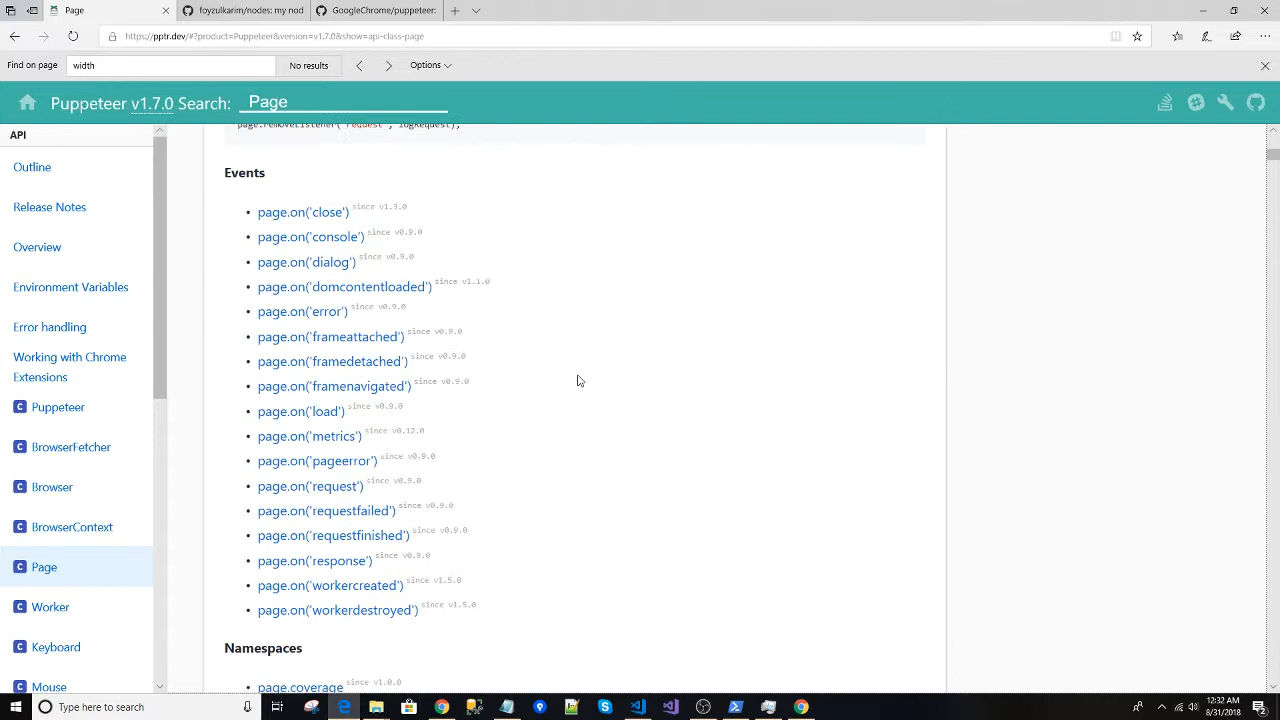 Page
foyzulkarim/notes: my nod
GoogleChrome/puppeteer:
https://pptr.dev/#?product=Puppeteer&version=v1.7.0&show=api-class-page
Find on page
width
No results
Options
Puppeteer v1.7.0 Search:
Page
API
Outline
Release Notes
Overview
Environment Variables
Error handling
Working with Chrome
Extensions
C Puppeteer
C BrowserFetcher
C Browser
C BrowserContext
C Page
C Worker
C Keyboard
C Mouse
page.removeListener('request', logRequest);
Events
• page.on('close') since v1.3.0
• page.on('console') since v0.9.0
• page.on('dialog') since v0.9.0
• page.on('domcontentloaded') since v1.1.0
• page.on('error') since v0.9.0
• page.on('frameattached') since v0.9.0
• page.on('framedetached') since v0.9.0
• page.on('framenavigated') since v0.9.0
• page.on('load') since v0.9.0
• page.on('metrics') since v0.12.0
• page.on('pageerror') since v0.9.0
• page.on('request') since v0.9.0
• page.on('requestfailed') since v0.9.0
• page.on('requestfinished') since v0.9.0
• page.on('response') since v0.9.0
• page.on('workercreated') since v1.5.0
• page.on('workerdestroyed') since v1.5.0
Namespaces
• page.coverage since v1.0.0
Type here to search
12:32 AM
8/31/2018